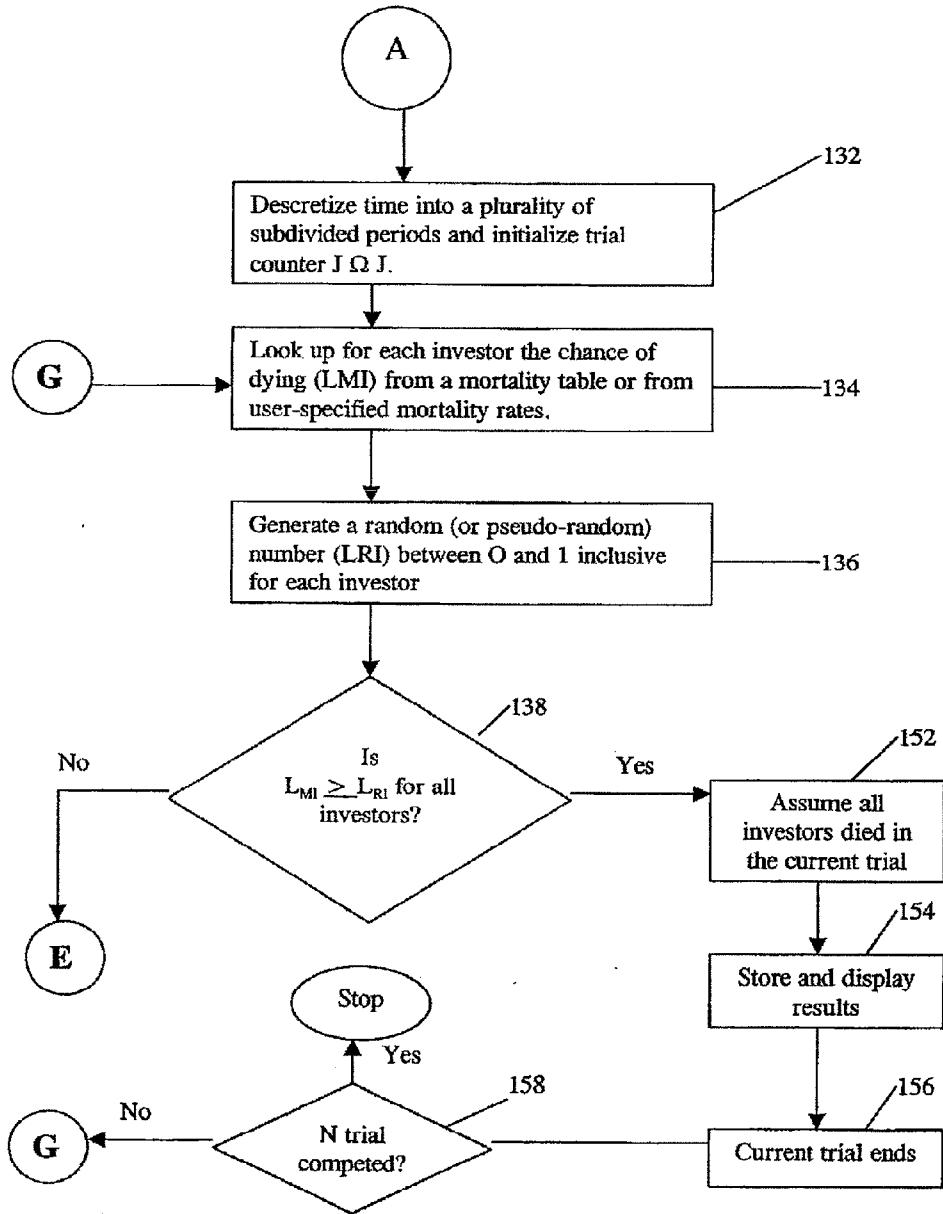 A
132
Descretize time into a plurality of
subdivided periods and initialize trial
counter J Ω J.
G
Look up for each investor the chance of
dying (LMI) from a mortality table or from
user-specified mortality rates.
134
Generate a random (or pseudo-random)
number (LRI) between O and 1 inclusive
for each investor
136
138
No
Is
LMI ≥ LRI for all
investors?
Yes
152
Assume all
investors died in
the current trial
E
154
Store and display
results
Stop
Yes
158
156
No
G
N trial
competed?
Current trial ends